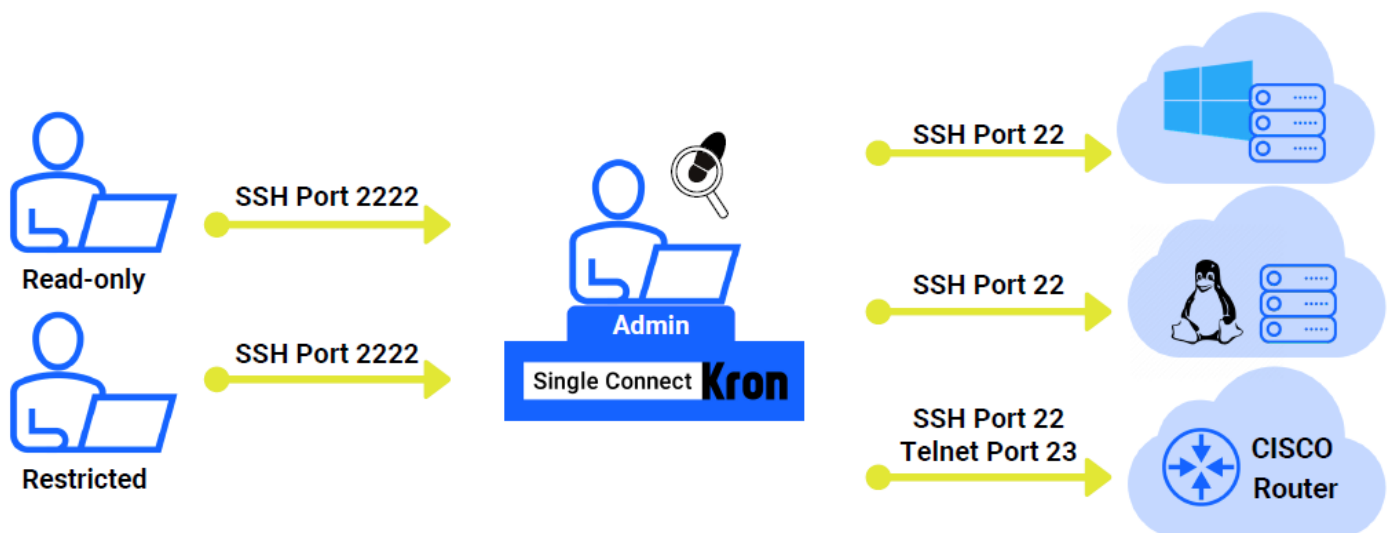 SSH Port 2222
Read-only
SSH Port 2222
Restricted
Admin
Single Connect Kron
SSH Port 22
SSH Port 22
SSH Port 22
Telnet Port 23
CISCO
Router